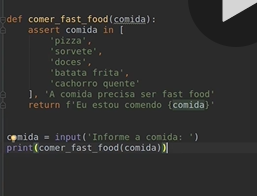 def comer_fast_food(comida):
    assert comida in [
        'pizza',
        'sorvete',
        'doces',
        'batata frita',
        'cachorro quente'
    ], 'A comida precisa ser fast food'
    return f'Eu estou comendo {comida}'
comida = input('Informe a comida: ')
print(comer_fast_food(comida))